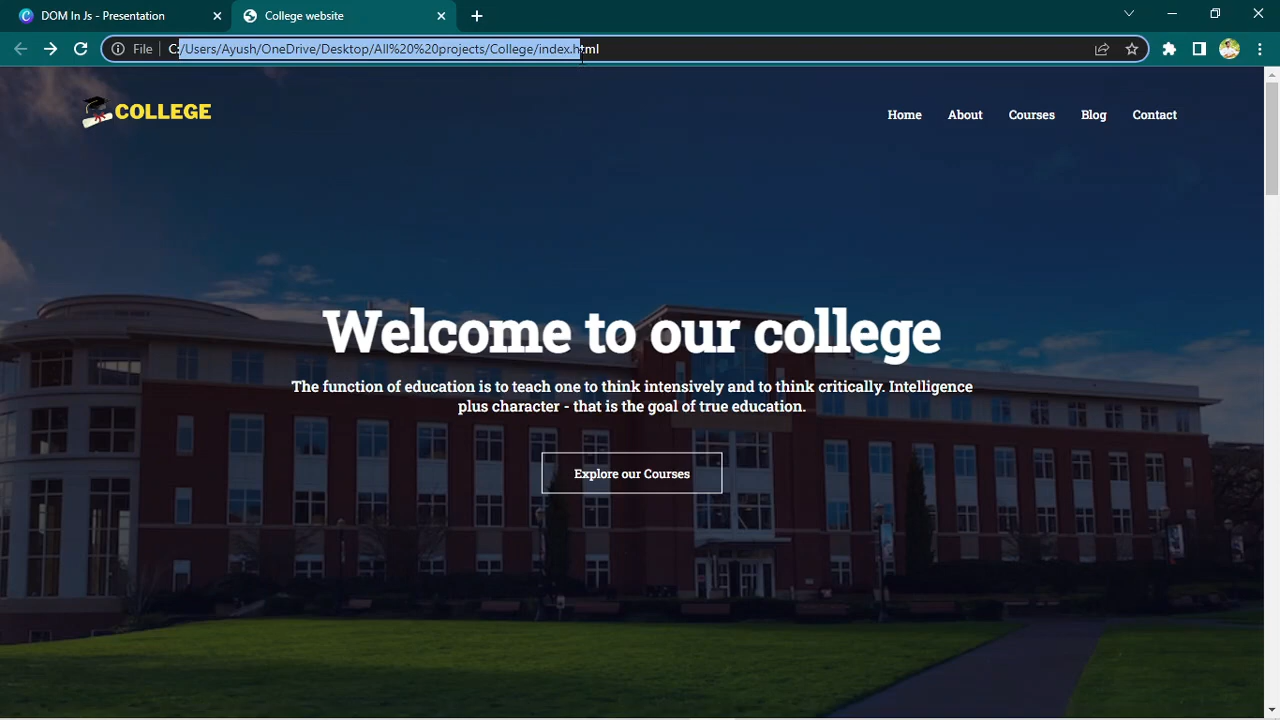 DOM In Js - Presentation
College website
File
C:/Users/Ayush/OneDrive/Desktop/All%20%20projects/College/index.html
COLLEGE
Home
About
Courses
Blog
Contact
Welcome to our college
The function of education is to teach one to think intensively and to think critically. Intelligence
plus character - that is the goal of true education.
Explore our Courses